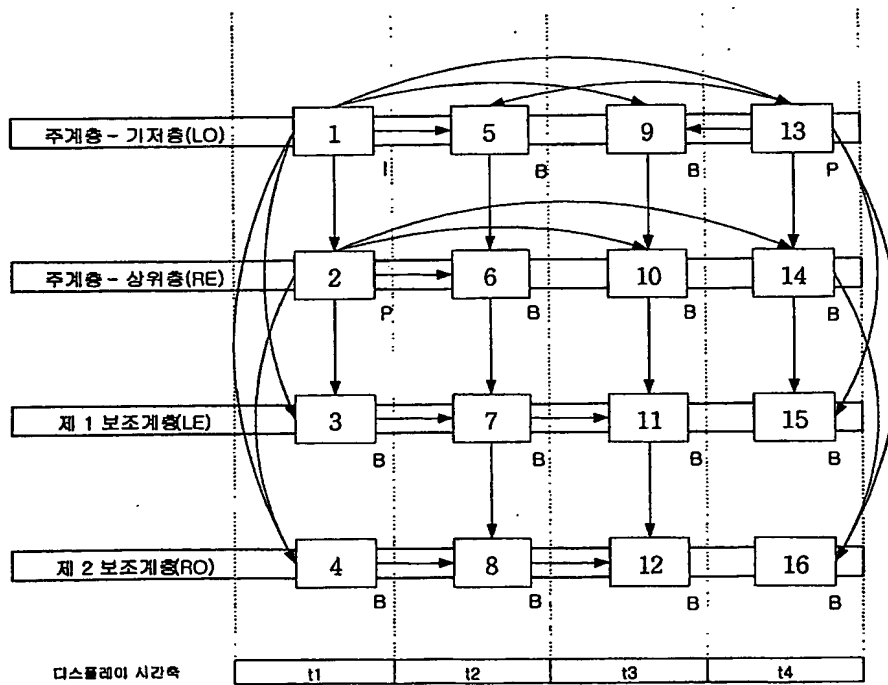 주계층 - 기저층(LO)
1
5
9
13
I
B
B
P
주계층 - 상위층(RE)
2
6
10
14
P
B
B
B
제 1 보조계층(LE)
3
7
11
15
B
B
B
B
제 2 보조계층(RO)
4
8
12
16
B
B
B
B
디스플레이 시간축
t1
t2
t3
t4